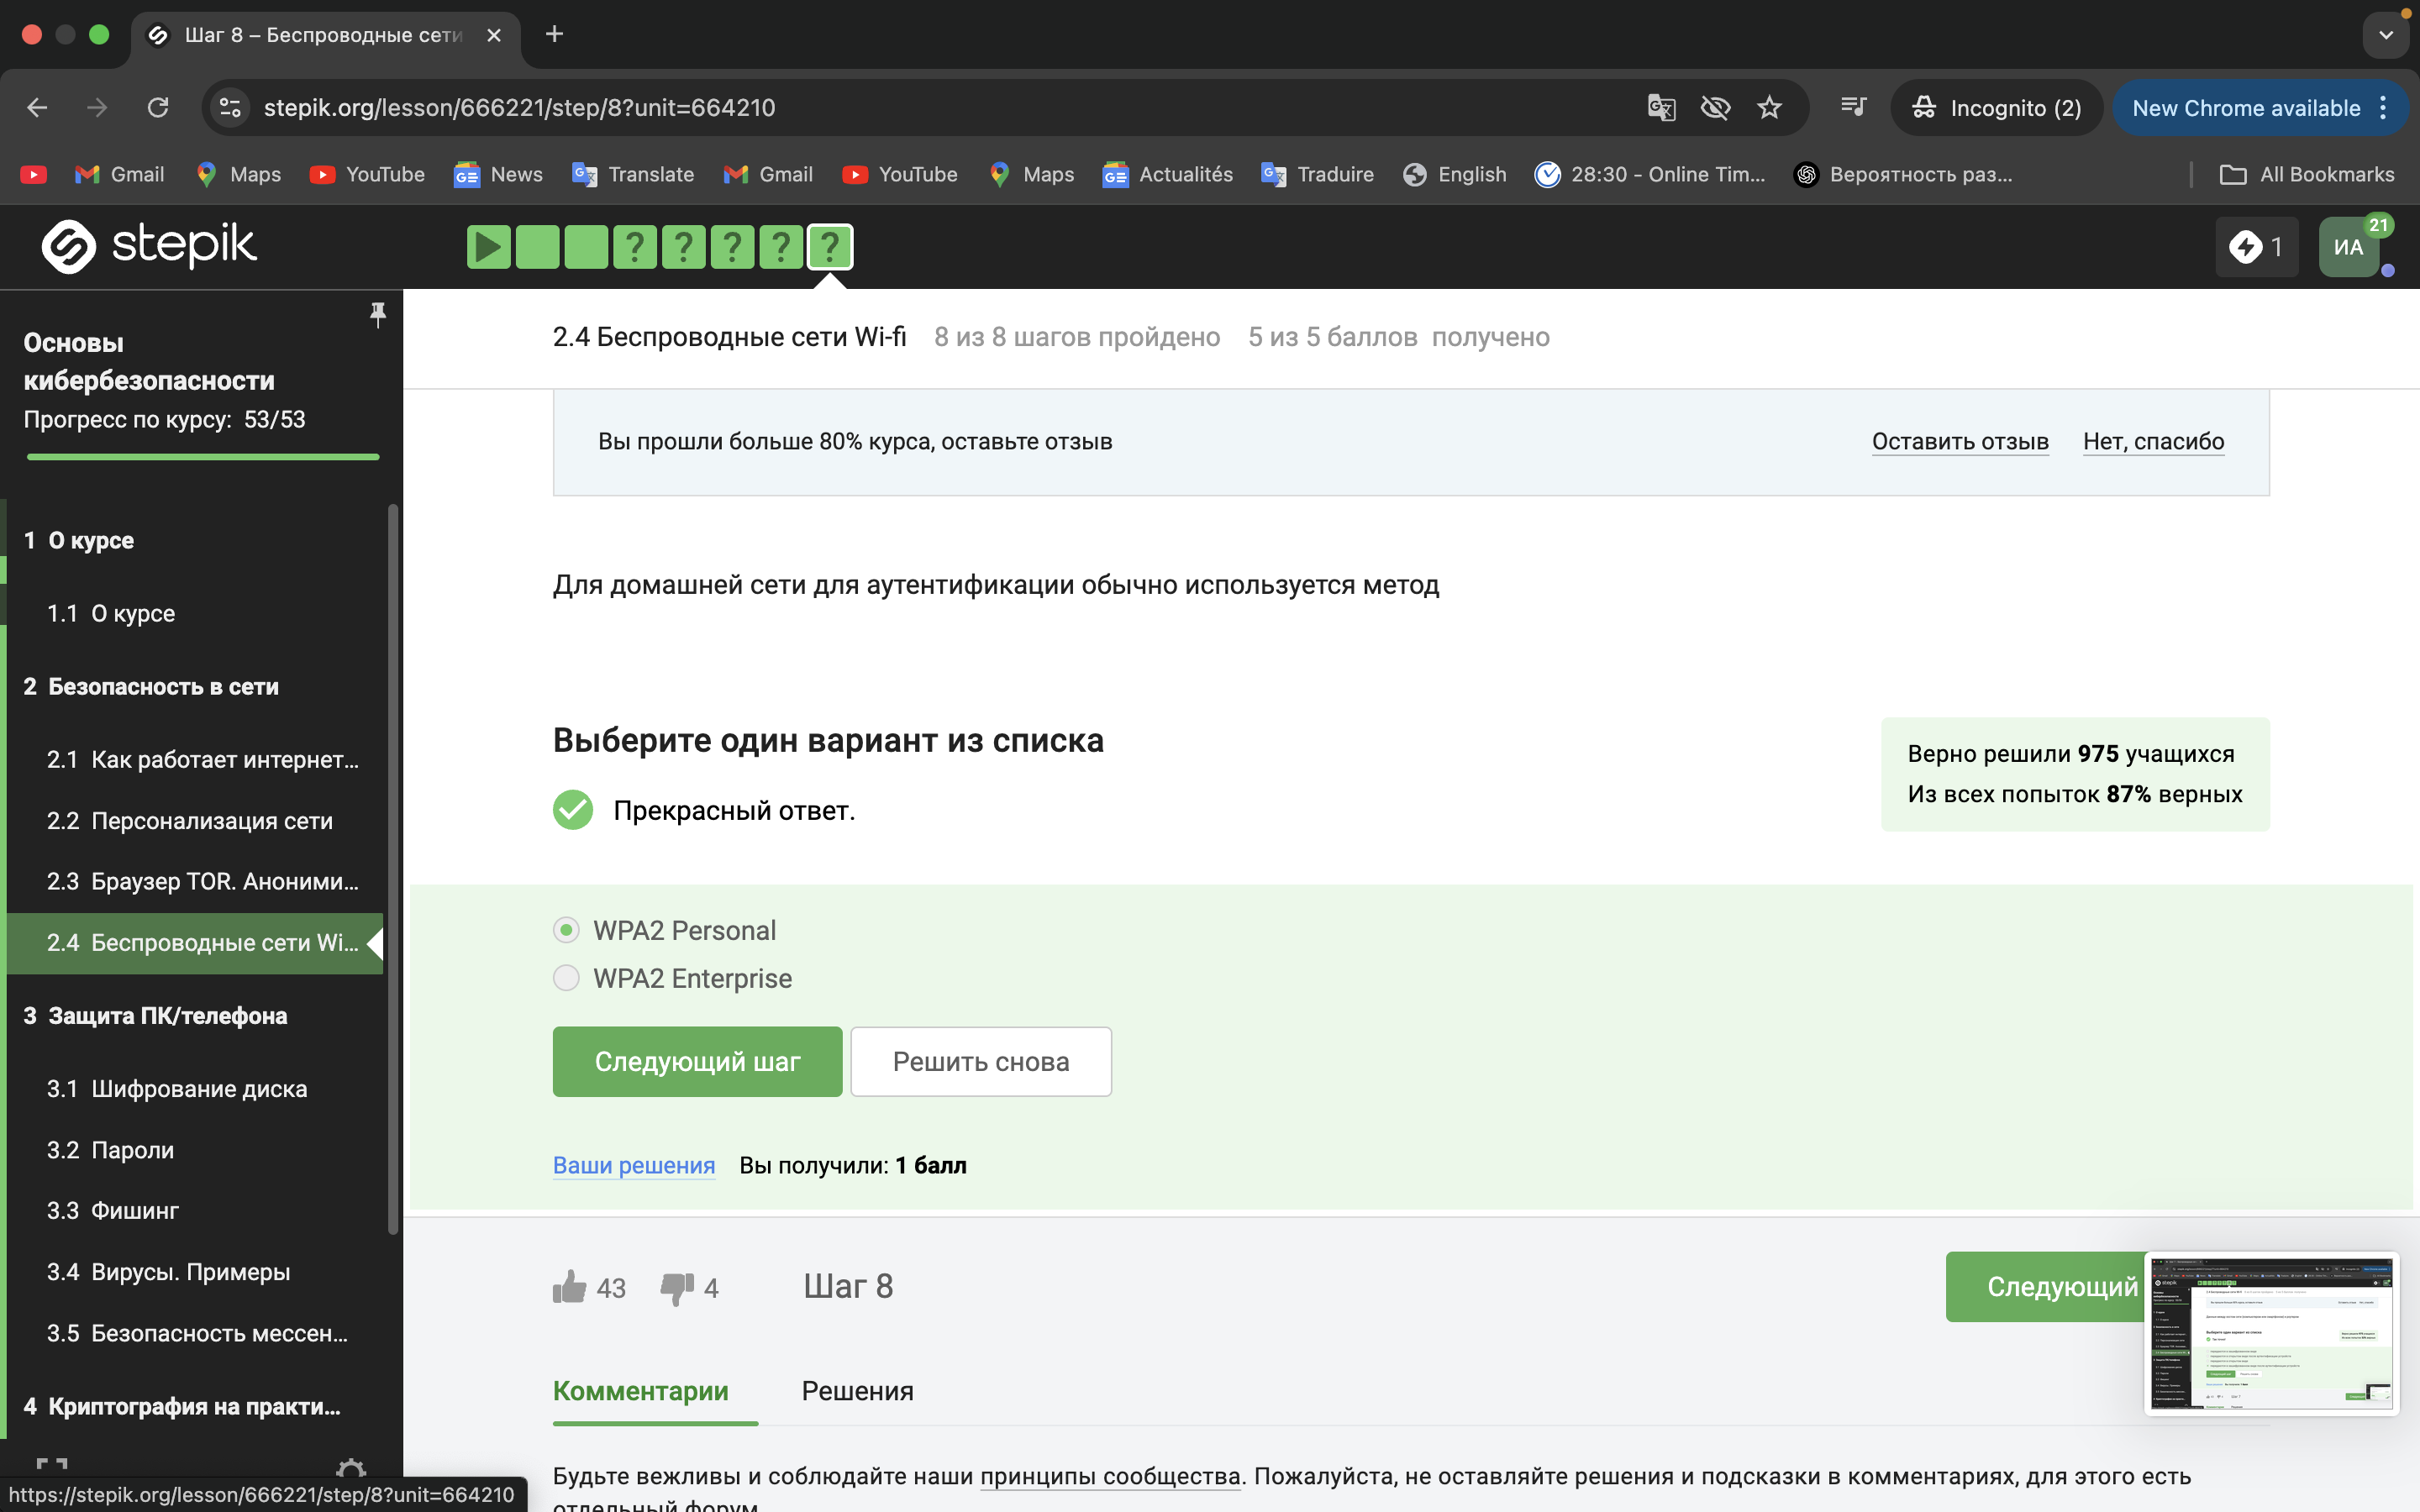 Шаг 8 – Беспроводные сети
stepik.org/lesson/666221/step/8?unit=664210
Incognito (2)
New Chrome available
Gmail
Maps
YouTube
News
Translate
Gmail
YouTube
Maps
Actualités
Traduire
English
28:30 - Online Tim...
Вероятность раз...
All Bookmarks
stepik
? ? ? ? ?
1
ИА
21
Основы
кибербезопасности
Прогресс по курсу: 53/53
1 О курсе
1.1 О курсе
2 Безопасность в сети
2.1 Как работает интернет...
2.2 Персонализация сети
2.3 Браузер TOR. Аноними...
2.4 Беспроводные сети Wi...
3 Защита ПК/телефона
3.1 Шифрование диска
3.2 Пароли
3.3 Фишинг
3.4 Вирусы. Примеры
3.5 Безопасность мессен...
4 Криптография на практи...
https://stepik.org/lesson/666221/step/8?unit=664210
2.4 Беспроводные сети Wi-fi 8 из 8 шагов пройдено 5 из 5 баллов получено
Вы прошли больше 80% курса, оставьте отзыв
Оставить отзыв
Нет, спасибо
Для домашней сети для аутентификации обычно используется метод
Выберите один вариант из списка
Прекрасный ответ.
Верно решили 975 учащихся
Из всех попыток 87% верных
WPA2 Personal
WPA2 Enterprise
Следующий шаг
Решить снова
Ваши решения Вы получили: 1 балл
43
4
Шаг 8
Следующий
Комментарии
Решения
Будьте вежливы и соблюдайте наши принципы сообщества. Пожалуйста, не оставляйте решения и подсказки в комментариях, для этого есть
отдельный форум